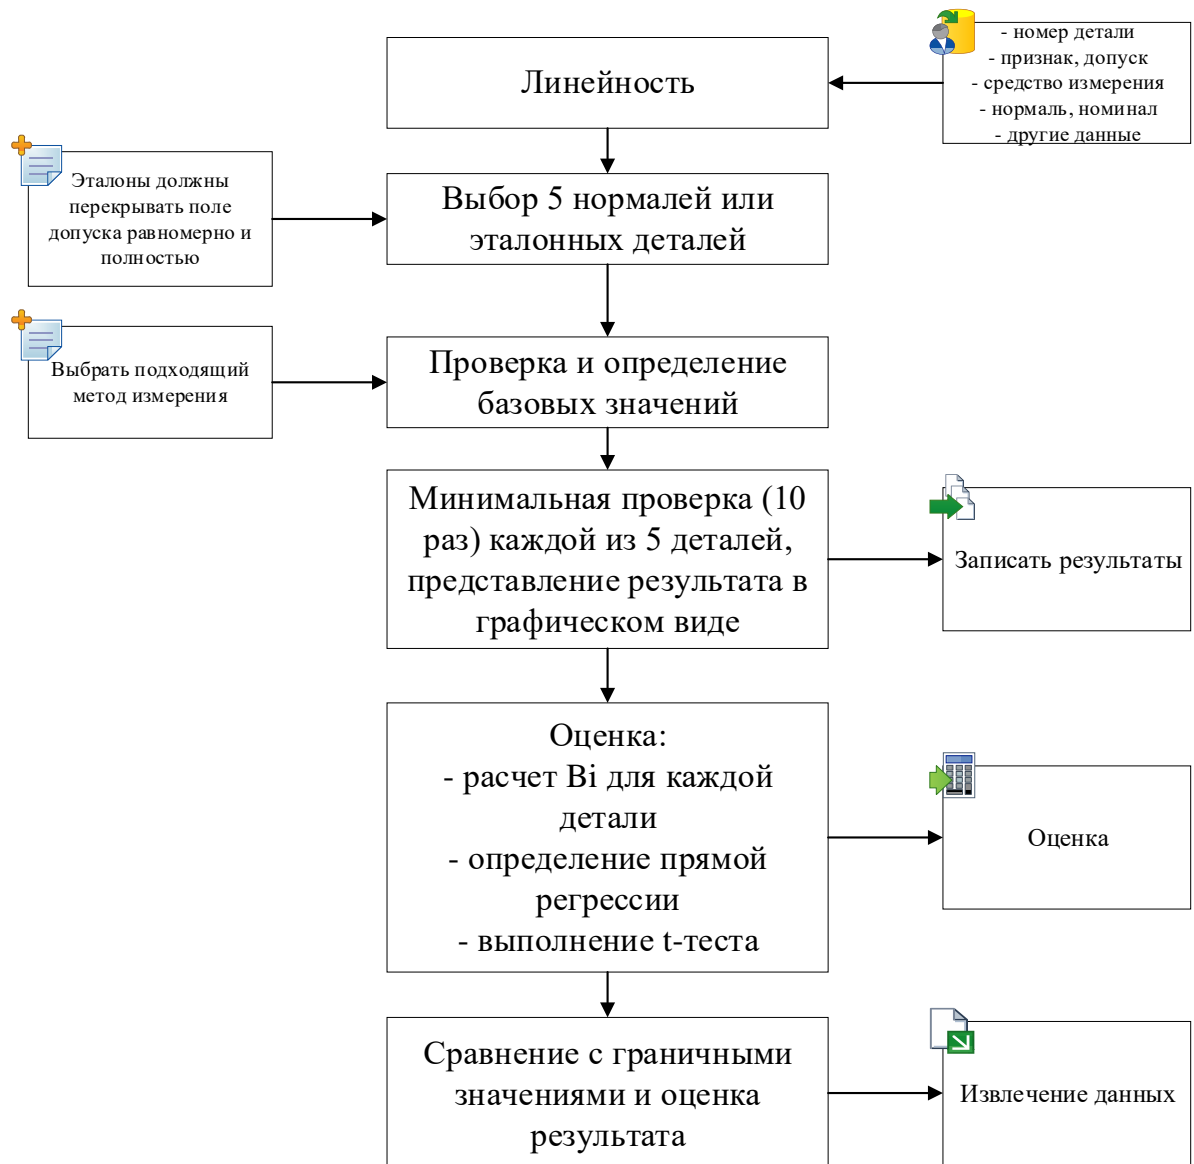 Линейность
- номер детали
- признак, допуск
- средство измерения
- нормаль, номинал
- другие данные
Эталоны должны
перекрывать поле
допуска равномерно и
полностью
Выбор 5 нормалей или
эталонных деталей
Выбрать подходящий
метод измерения
Проверка и определение
базовых значений
Минимальная проверка (10
раз) каждой из 5 деталей,
представление результата в
графическом виде
Записать результаты
Оценка:
- расчет Bi для каждой
детали
- определение прямой
регрессии
- выполнение t-теста
Оценка
Сравнение с граничными
значениями и оценка
результата
Извлечение данных